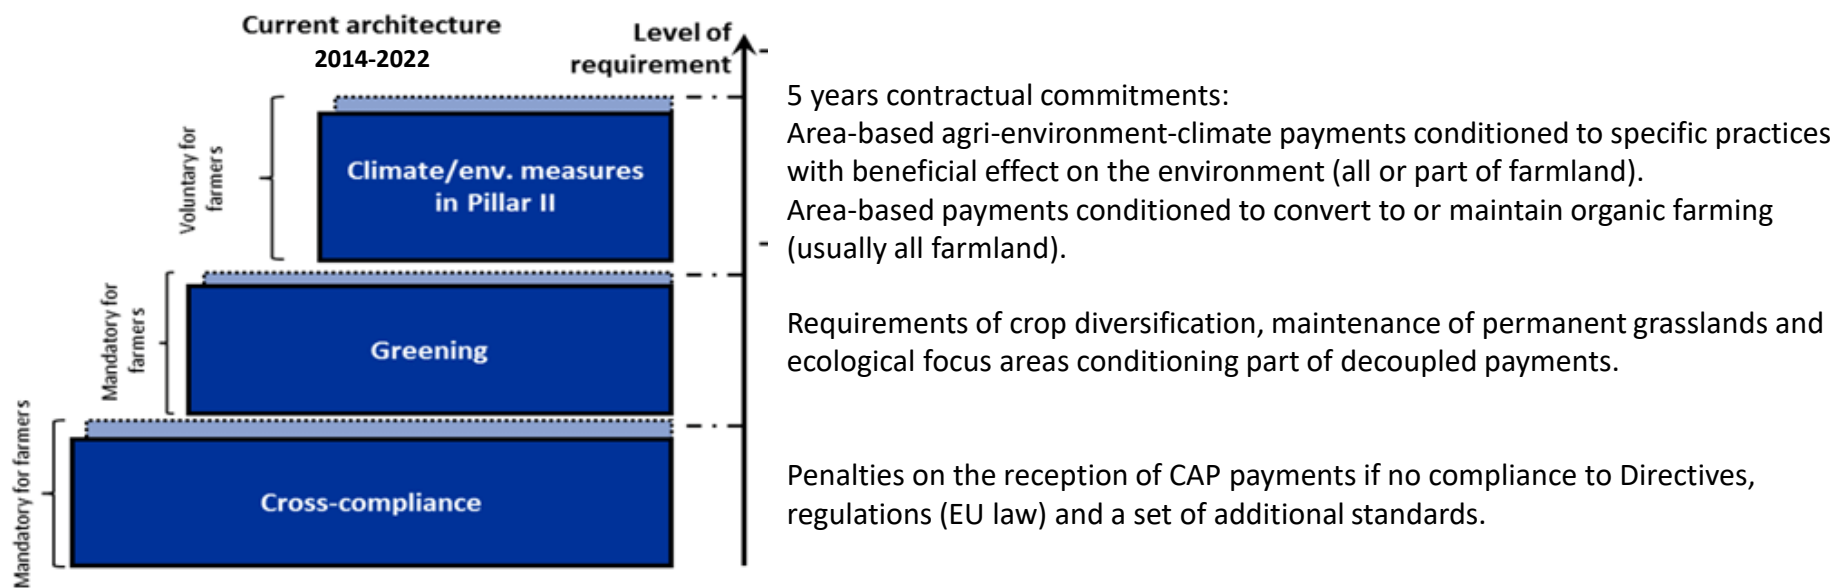 Current architecture
2014-2022
Level of
requirement
Voluntary for
farmers
Climate/env. measures
in Pillar II
5 years contractual commitments:
Area-based agri-environment-climate payments conditioned to specific practices
with beneficial effect on the environment (all or part of farmland).
Area-based payments conditioned to convert to or maintain organic farming
(usually all farmland).
Mandatory for
farmers
Greening
Requirements of crop diversification, maintenance of permanent grasslands and
ecological focus areas conditioning part of decoupled payments.
Mandatory for farmers
Cross-compliance
Penalties on the reception of CAP payments if no compliance to Directives,
regulations (EU law) and a set of additional standards.